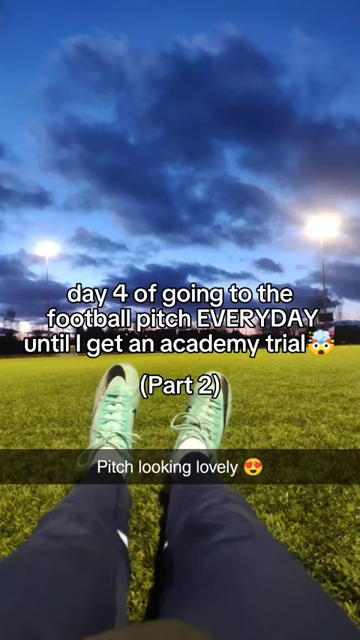 day 4 of going to the
football pitch EVERYDAY
until I get an academy trial🤯
(Part 2)
Pitch looking lovely 😍